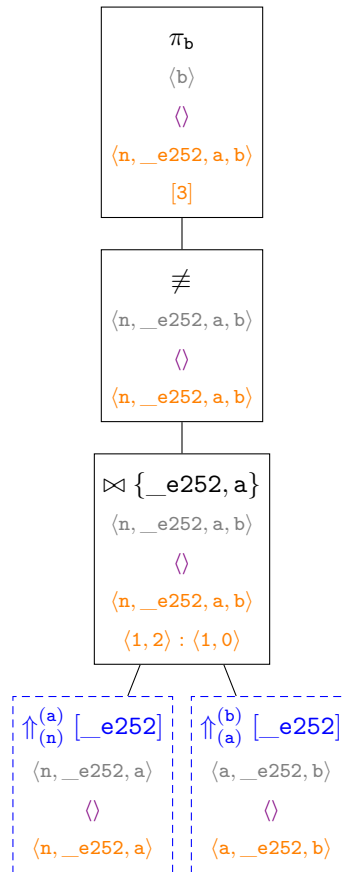 π_b
⟨b⟩
⟨⟩
⟨n, __e252, a, b⟩
[3]
≢
⟨n, __e252, a, b⟩
⟨⟩
⟨n, __e252, a, b⟩
⋈ {__e252, a}
⟨n, __e252, a, b⟩
⟨⟩
⟨n, __e252, a, b⟩
⟨1, 2⟩ : ⟨1, 0⟩
⇑^(a)_(n) [__e252]
⟨n, __e252, a⟩
⟨⟩
⟨n, __e252, a⟩
⇑^(b)_(a) [__e252]
⟨a, __e252, b⟩
⟨⟩
⟨a, __e252, b⟩